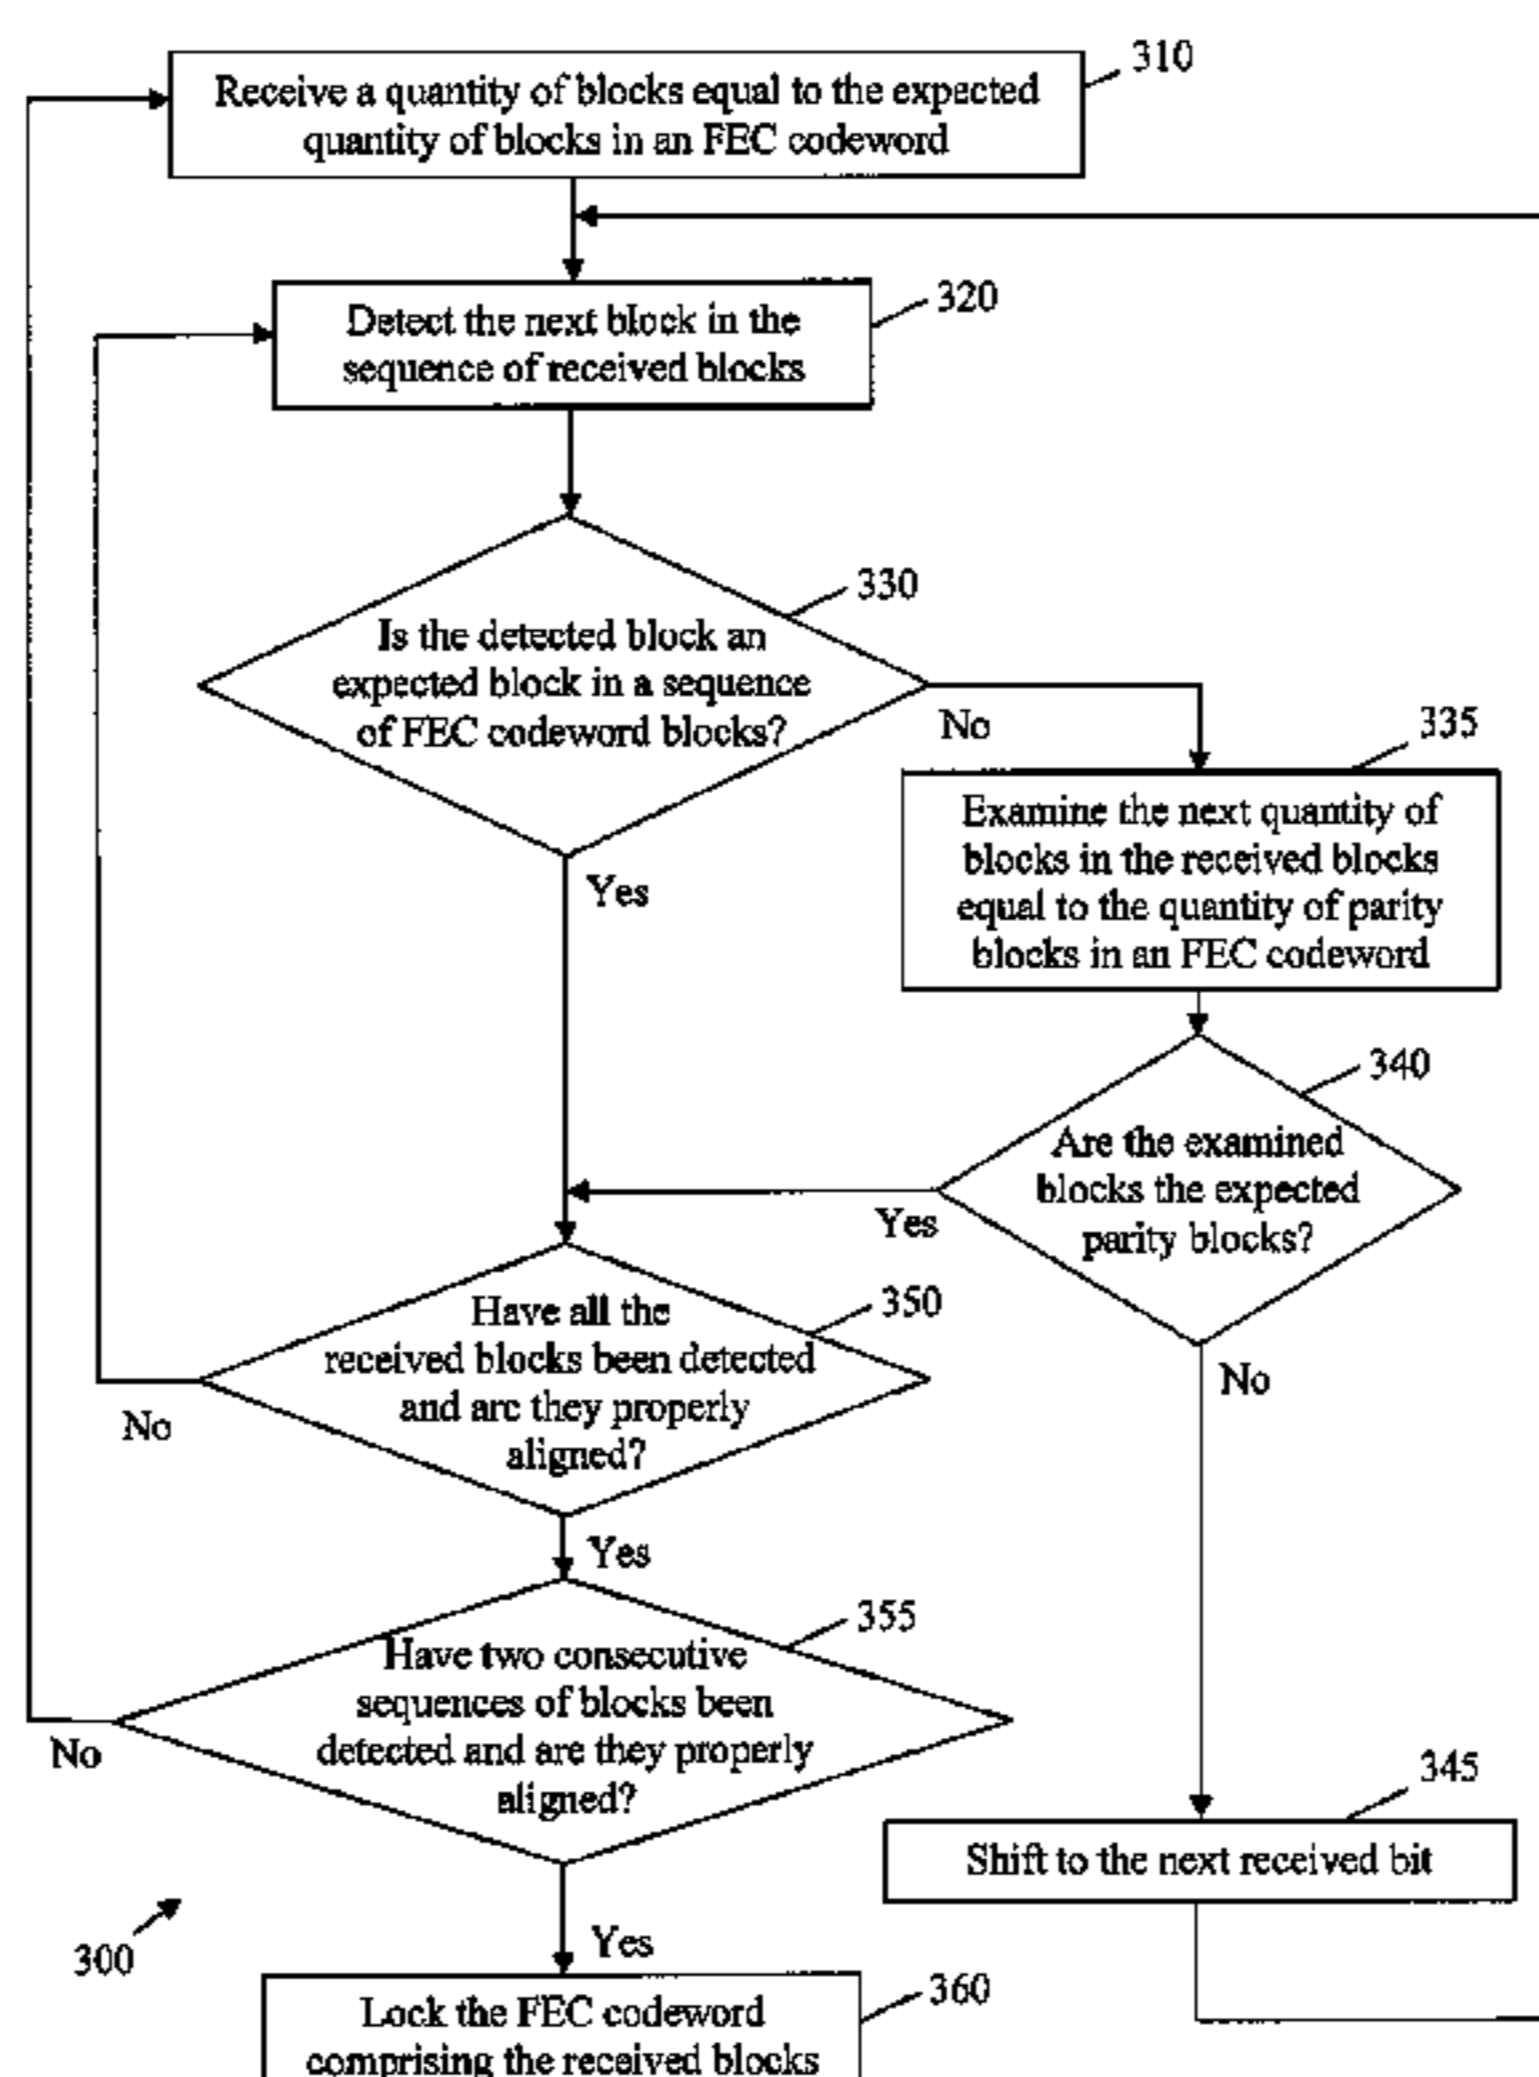 310
Receive a quantity of blocks equal to the expected
quantity of blocks in an FEC codeword
320
Detect the next block in the
sequence of received blocks
330
Is the detected block an
expected block in a sequence
of FEC codeword blocks?
No
Yes
335
Examine the next quantity of
blocks in the received blocks
equal to the quantity of parity
blocks in an FEC codeword
340
Are the examined
blocks the expected
parity blocks?
Yes
No
350
Have all the
received blocks been detected
and are they properly
aligned?
No
Yes
355
Have two consecutive
sequences of blocks been
detected and are they properly
aligned?
No
Yes
345
Shift to the next received bit
300
360
Lock the FEC codeword
comprising the received blocks